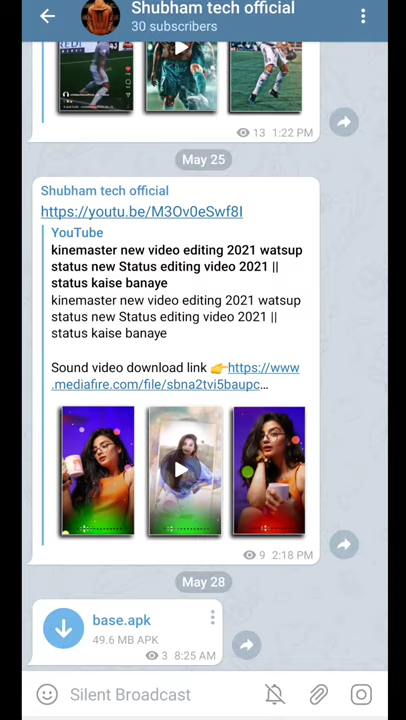 Shubham tech official
30 subscribers
13 1:22 PM
May 25
Shubham tech official
https://youtu.be/M3Ov0eSwf8I
YouTube
kinemaster new video editing 2021 watsup
status new Status editing video 2021 ||
status kaise banaye
kinemaster new video editing 2021 watsup
status new Status editing video 2021 ||
status kaise banaye
Sound video download link 👉https://www
.mediafire.com/file/sbna2tvi5baupc...
9 2:18 PM
May 28
base.apk
49.6 MB APK
3 8:25 AM
Silent Broadcast